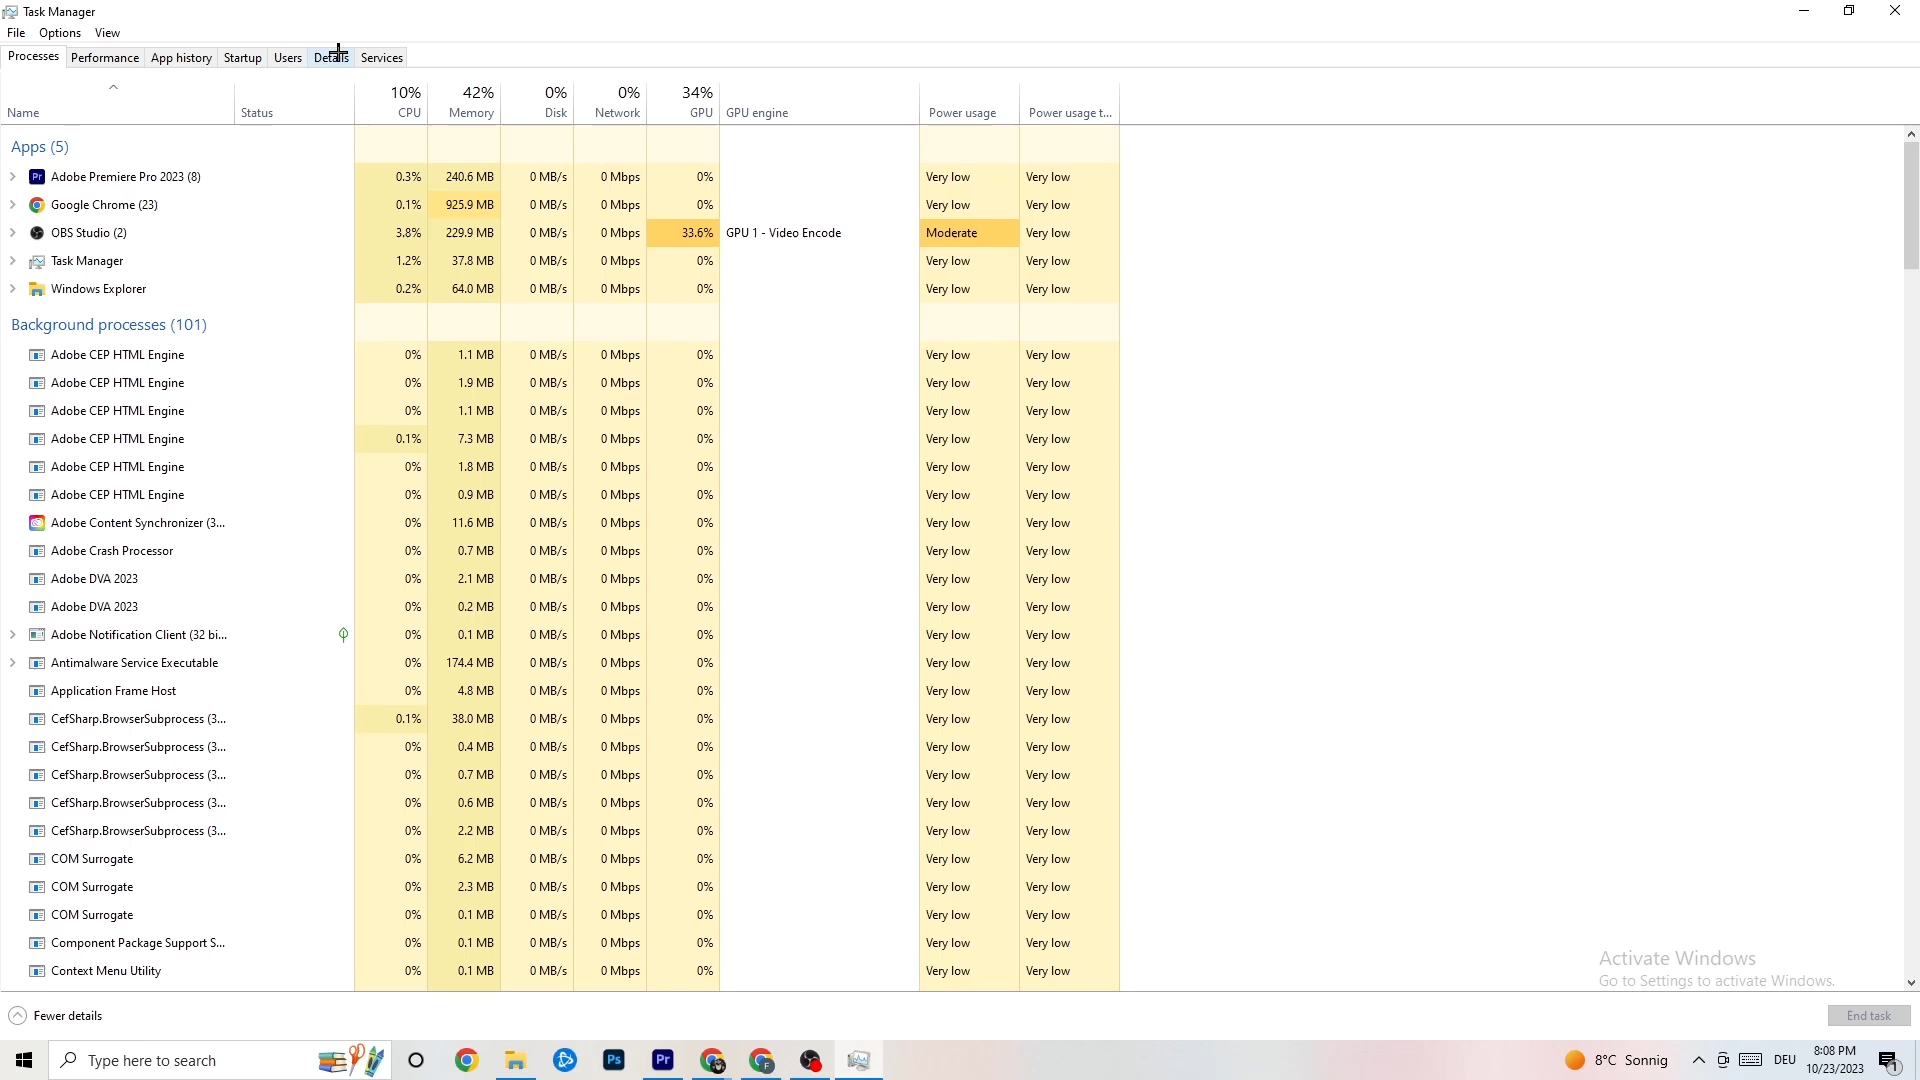 Task Manager
File Options View
Processes Performance App history Startup Users Details Services
10% 42% 0% 0% 34%
Name Status CPU Memory Disk Network GPU GPU engine Power usage Power usage t...
Apps (5)
Adobe Premiere Pro 2023 (8) 0.3% 240.6 MB 0 MB/s 0 Mbps 0% Very low Very low
Google Chrome (23) 0.1% 925.9 MB 0 MB/s 0 Mbps 0% Very low Very low
OBS Studio (2) 3.8% 229.9 MB 0 MB/s 0 Mbps 33.6% GPU 1 - Video Encode Moderate Very low
Task Manager 1.2% 37.8 MB 0 MB/s 0 Mbps 0% Very low Very low
Windows Explorer 0.2% 64.0 MB 0 MB/s 0 Mbps 0% Very low Very low
Background processes (101)
Adobe CEP HTML Engine 0% 1.1 MB 0 MB/s 0 Mbps 0% Very low Very low
Adobe CEP HTML Engine 0% 1.9 MB 0 MB/s 0 Mbps 0% Very low Very low
Adobe CEP HTML Engine 0% 1.1 MB 0 MB/s 0 Mbps 0% Very low Very low
Adobe CEP HTML Engine 0.1% 7.3 MB 0 MB/s 0 Mbps 0% Very low Very low
Adobe CEP HTML Engine 0% 1.8 MB 0 MB/s 0 Mbps 0% Very low Very low
Adobe CEP HTML Engine 0% 0.9 MB 0 MB/s 0 Mbps 0% Very low Very low
Adobe Content Synchronizer (3... 0% 11.6 MB 0 MB/s 0 Mbps 0% Very low Very low
Adobe Crash Processor 0% 0.7 MB 0 MB/s 0 Mbps 0% Very low Very low
Adobe DVA 2023 0% 2.1 MB 0 MB/s 0 Mbps 0% Very low Very low
Adobe DVA 2023 0% 0.2 MB 0 MB/s 0 Mbps 0% Very low Very low
Adobe Notification Client (32 bi... 0% 0.1 MB 0 MB/s 0 Mbps 0% Very low Very low
Antimalware Service Executable 0% 174.4 MB 0 MB/s 0 Mbps 0% Very low Very low
Application Frame Host 0% 4.8 MB 0 MB/s 0 Mbps 0% Very low Very low
CefSharp.BrowserSubprocess (3... 0.1% 38.0 MB 0 MB/s 0 Mbps 0% Very low Very low
CefSharp.BrowserSubprocess (3... 0% 0.4 MB 0 MB/s 0 Mbps 0% Very low Very low
CefSharp.BrowserSubprocess (3... 0% 0.7 MB 0 MB/s 0 Mbps 0% Very low Very low
CefSharp.BrowserSubprocess (3... 0% 0.6 MB 0 MB/s 0 Mbps 0% Very low Very low
CefSharp.BrowserSubprocess (3... 0% 2.2 MB 0 MB/s 0 Mbps 0% Very low Very low
COM Surrogate 0% 6.2 MB 0 MB/s 0 Mbps 0% Very low Very low
COM Surrogate 0% 2.3 MB 0 MB/s 0 Mbps 0% Very low Very low
COM Surrogate 0% 0.1 MB 0 MB/s 0 Mbps 0% Very low Very low
Component Package Support S... 0% 0.1 MB 0 MB/s 0 Mbps 0% Very low Very low
Context Menu Utility 0% 0.1 MB 0 MB/s 0 Mbps 0% Very low Very low
Activate Windows
Go to Settings to activate Windows.
Fewer details End task
Type here to search Ps Pr F 8°C Sonnig DEU 8:08 PM
10/23/2023 1